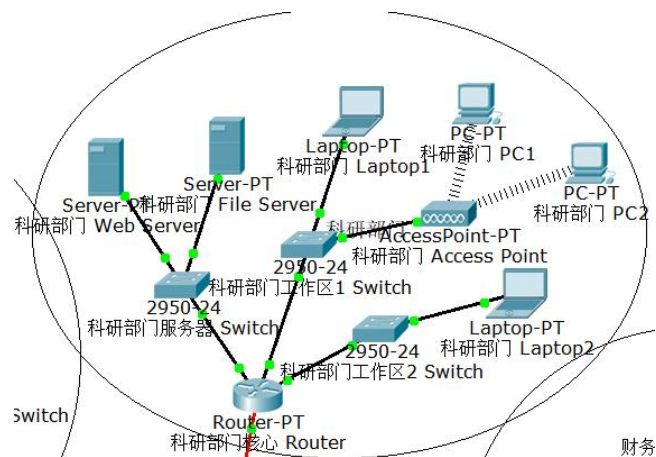 Laptop-PT
科研部门 Laptop1
PC-PT
科研部门 PC1
Server-PT
科研部门 File Server
Server-PT
科研部门 Web Server
PC-PT
科研部门 PC2
科研部门
AccessPoint-PT
科研部门 Access Point
2950-24
科研部门工作区1 Switch
2950-24
科研部门服务器 Switch
Laptop-PT
科研部门 Laptop2
2950-24
科研部门工作区2 Switch
Router-PT
科研部门核心 Router
Switch
财务